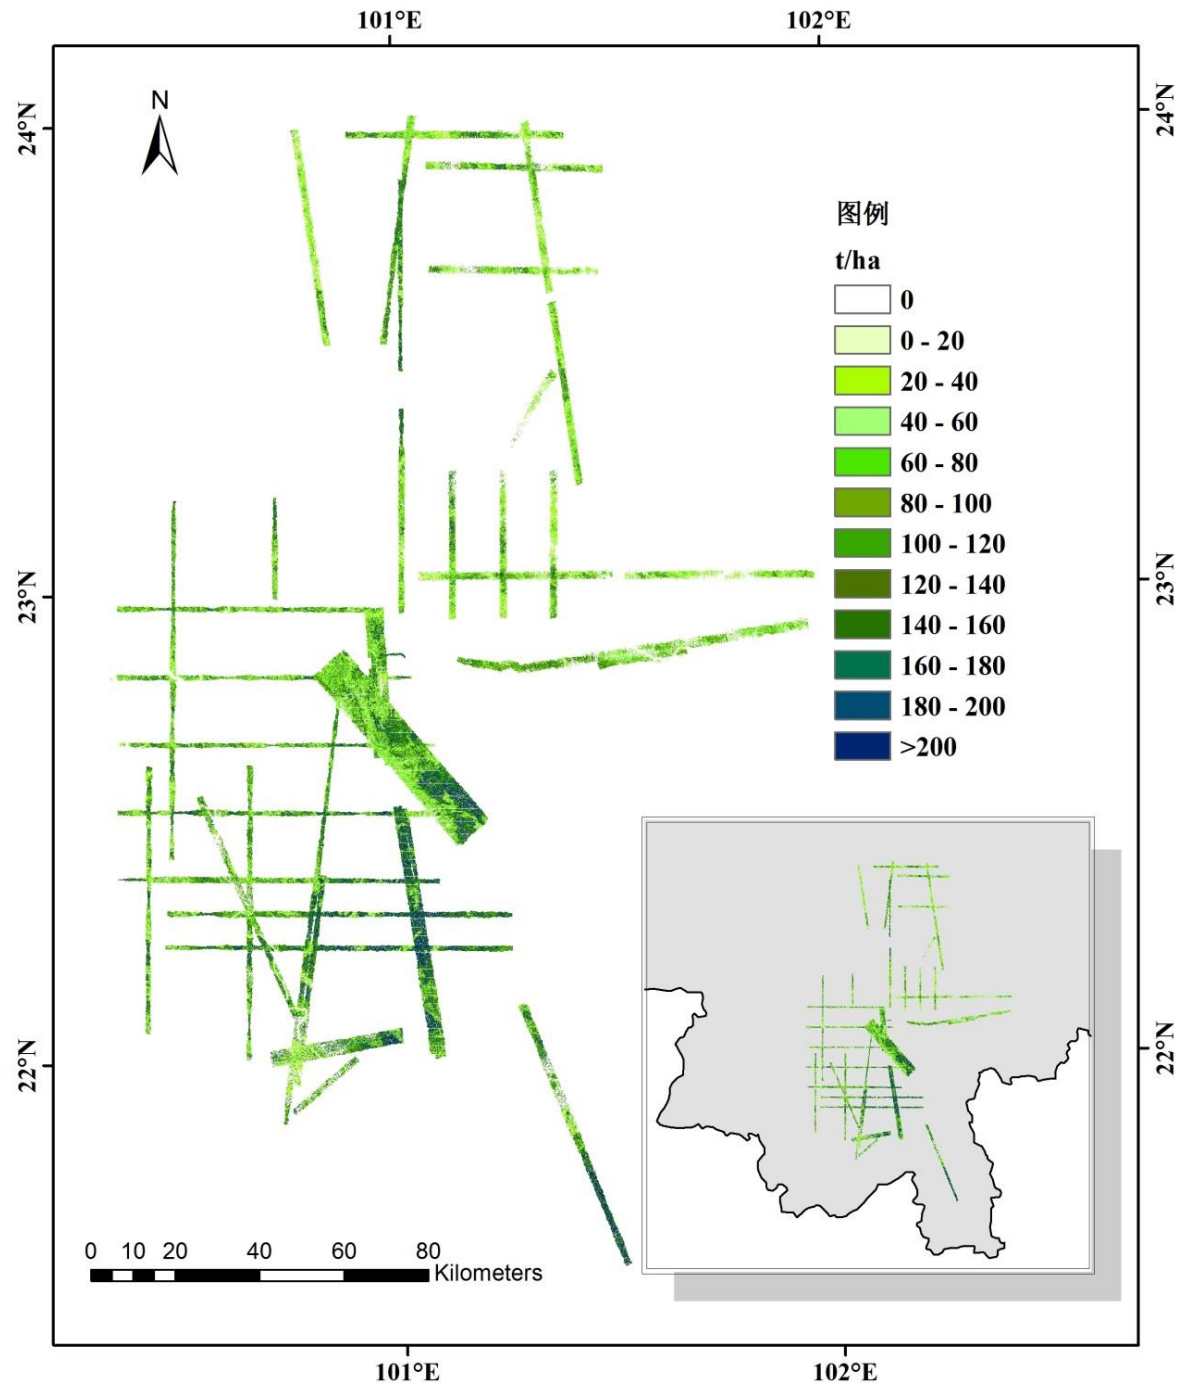 101°E 102°E
24°N 24°N
N
图例
t/ha
0
0 - 20
20 - 40
40 - 60
60 - 80
80 - 100
100 - 120
120 - 140
140 - 160
160 - 180
180 - 200
>200
23°N 23°N
22°N 22°N
0 10 20 40 60 80
Kilometers
101°E 102°E